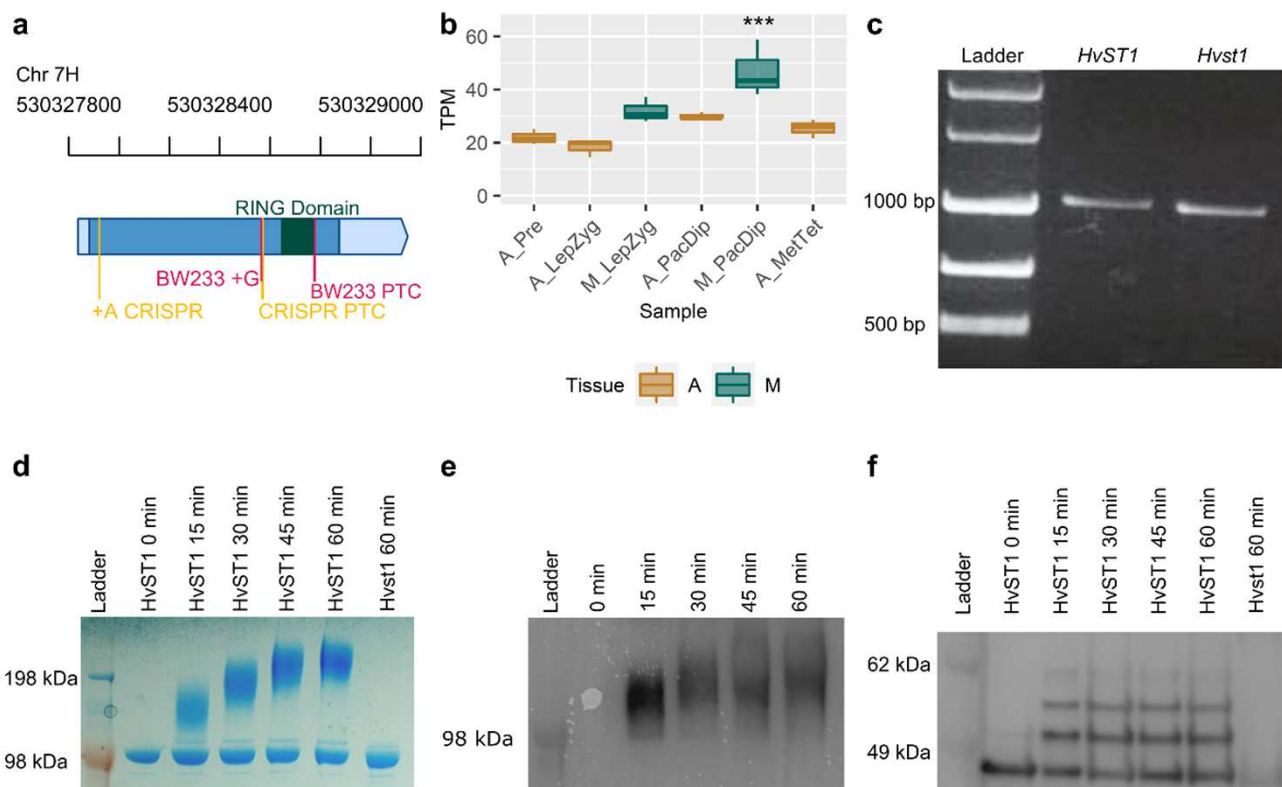 a
Chr 7H
530327800 530328400 530329000
RING Domain
BW233 +G
BW233 PTC
+A CRISPR
CRISPR PTC
b
***
TPM
60
40
20
0
A_Pre
A_LepZyg
M_LepZyg
A_PacDip
M_PacDip
A_MetTet
Sample
Tissue A M
c
Ladder HvST1 Hvst1
1000 bp
500 bp
d
Ladder
HvST1 0 min
HvST1 15 min
HvST1 30 min
HvST1 45 min
HvST1 60 min
Hvst1 60 min
198 kDa
98 kDa
e
Ladder
0 min
15 min
30 min
45 min
60 min
98 kDa
f
Ladder
HvST1 0 min
HvST1 15 min
HvST1 30 min
HvST1 45 min
HvST1 60 min
Hvst1 60 min
62 kDa
49 kDa